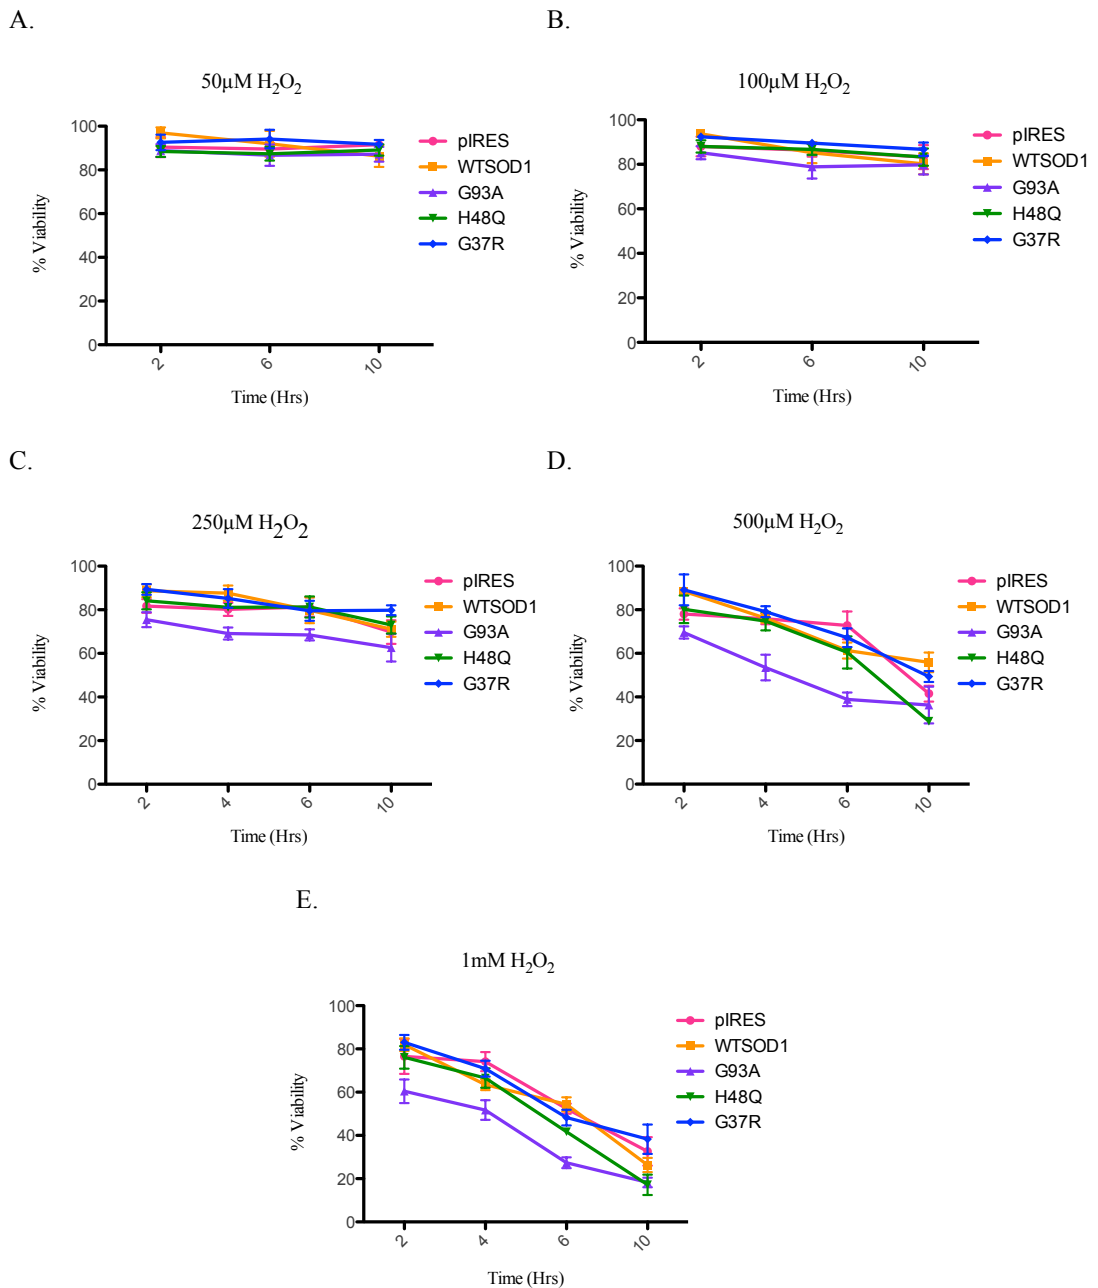 A.
B.
50µM H₂O₂
100µM H₂O₂
100
80
60
40
20
0
% Viability
2
6
10
Time (Hrs)
pIRES
WTSOD1
G93A
H48Q
G37R
100
80
60
40
20
0
% Viability
2
6
10
Time (Hrs)
pIRES
WTSOD1
G93A
H48Q
G37R
C.
D.
250µM H₂O₂
500µM H₂O₂
100
80
60
40
20
0
% Viability
2
4
6
10
Time (Hrs)
pIRES
WTSOD1
G93A
H48Q
G37R
100
80
60
40
20
0
% Viability
2
4
6
10
Time (Hrs)
pIRES
WTSOD1
G93A
H48Q
G37R
E.
1mM H₂O₂
100
80
60
40
20
0
% Viability
2
4
6
10
Time (Hrs)
pIRES
WTSOD1
G93A
H48Q
G37R